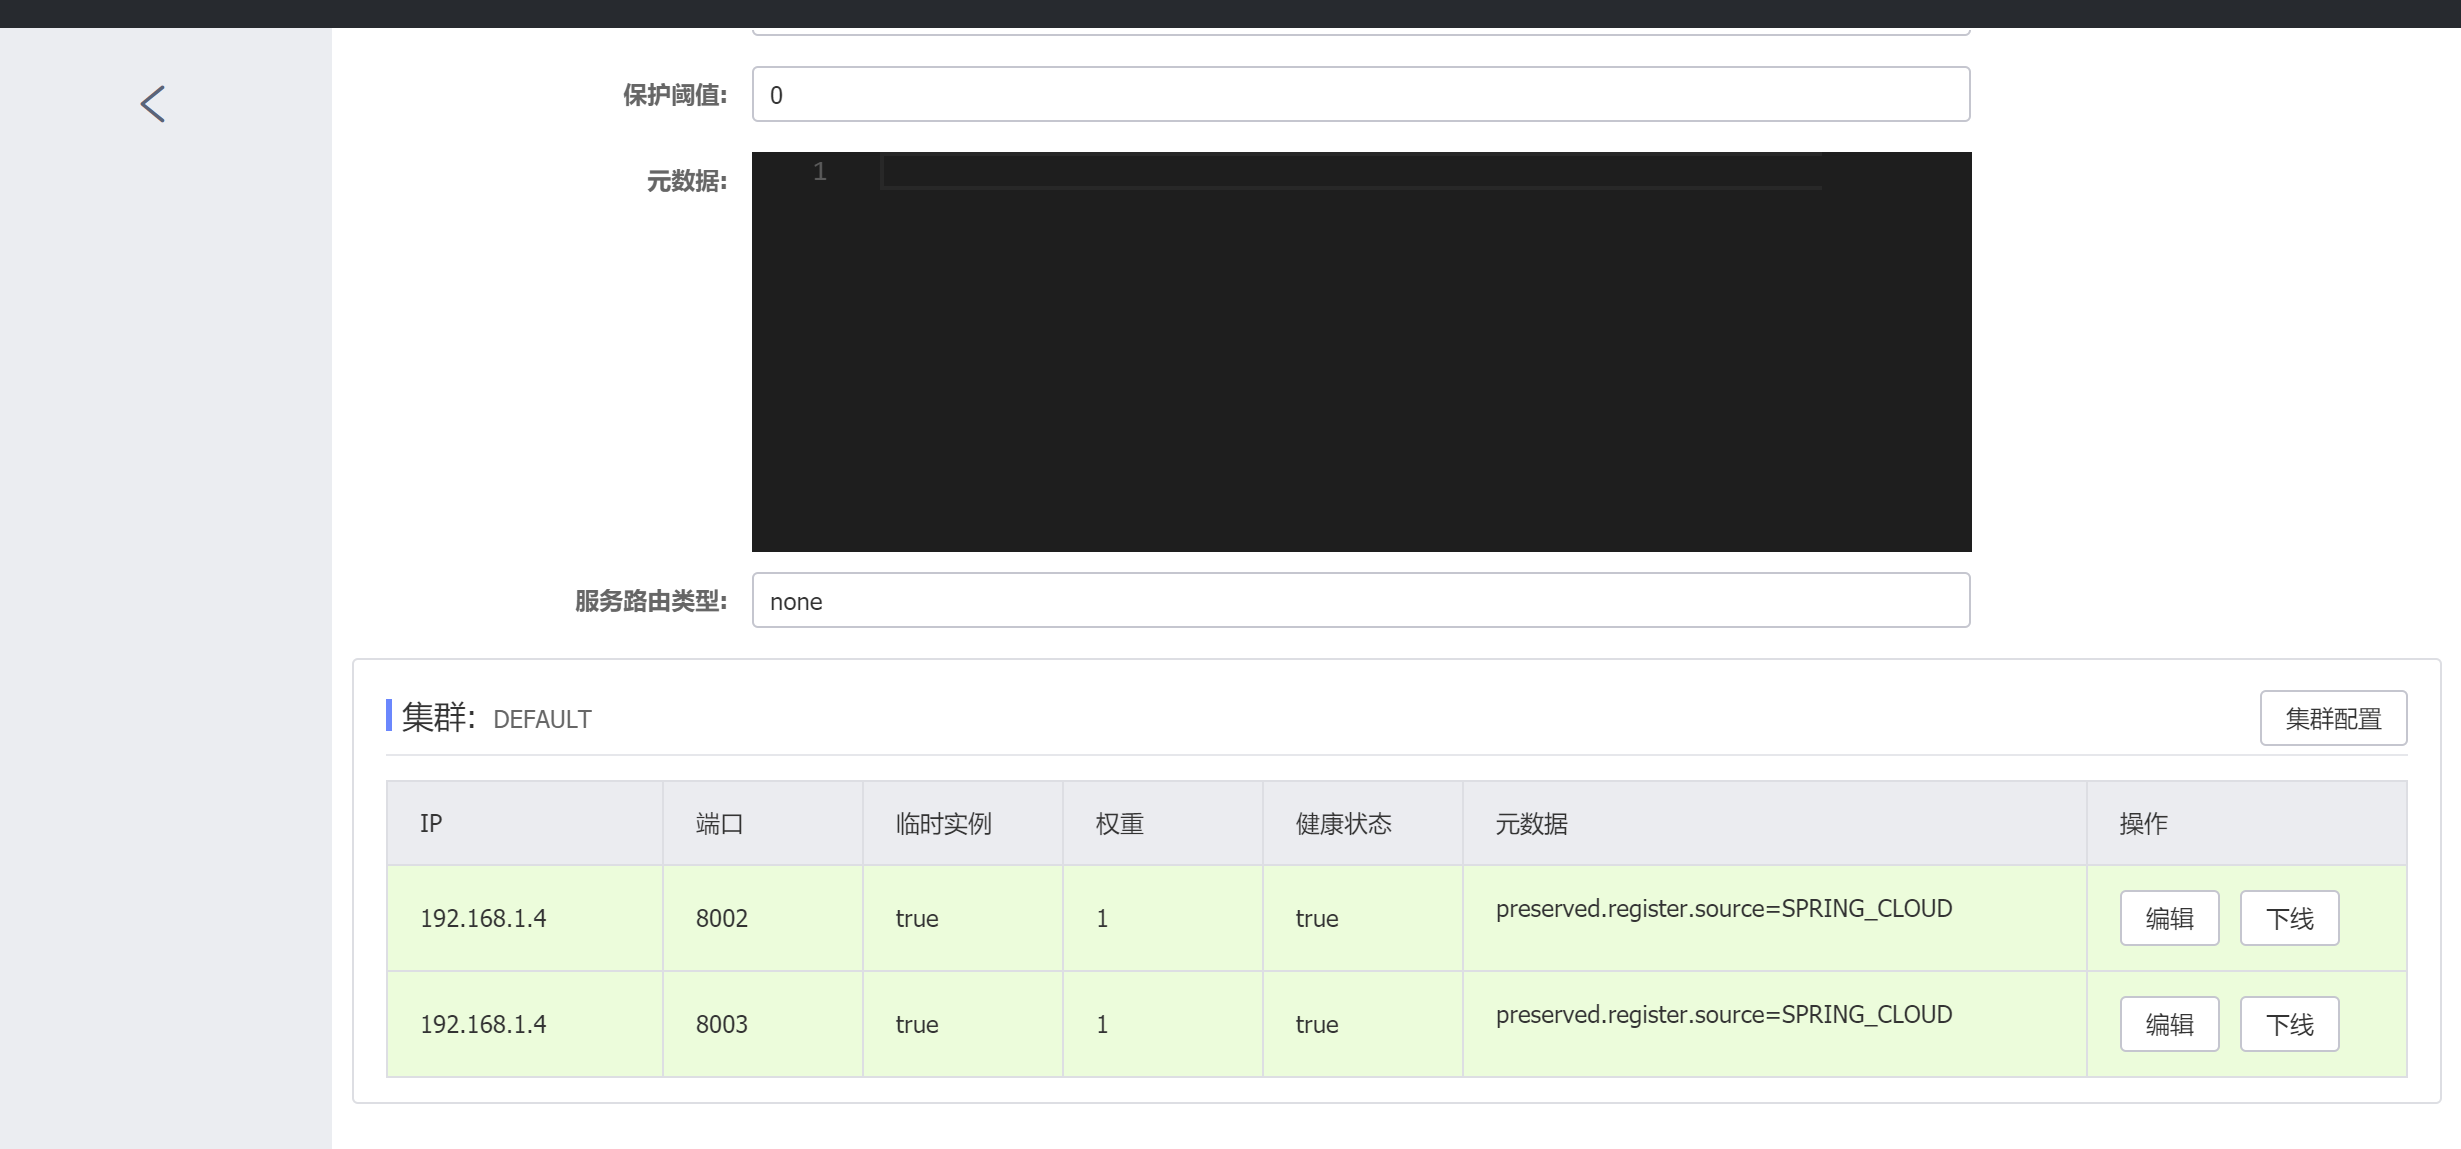 保护阈值: 0
元数据: 1
服务路由类型: none
集群: DEFAULT 集群配置
IP 端口 临时实例 权重 健康状态 元数据 操作
192.168.1.4 8002 true 1 true preserved.register.source=SPRING_CLOUD 编辑 下线
192.168.1.4 8003 true 1 true preserved.register.source=SPRING_CLOUD 编辑 下线